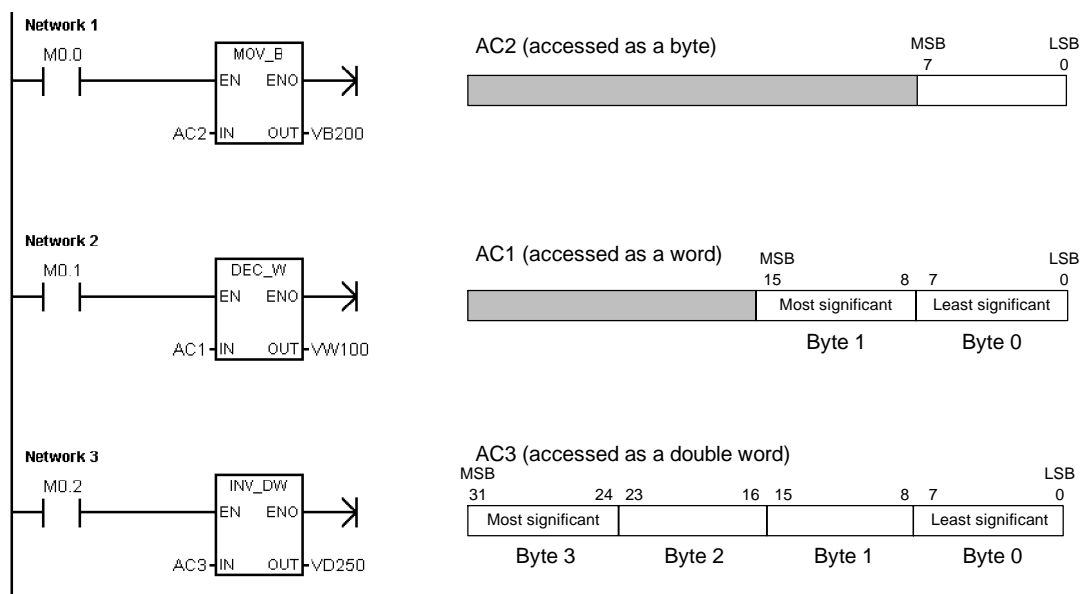 Network 1
M0.0
MOV_B
EN ENO
AC2 IN OUT VB200
AC2 (accessed as a byte)
MSB LSB
7 0
Network 2
M0.1
DEC_W
EN ENO
AC1 IN OUT VW100
AC1 (accessed as a word)
MSB LSB
15 8 7 0
Most significant Least significant
Byte 1 Byte 0
Network 3
M0.2
INV_DW
EN ENO
AC3 IN OUT VD250
AC3 (accessed as a double word)
MSB LSB
31 24 23 16 15 8 7 0
Most significant Least significant
Byte 3 Byte 2 Byte 1 Byte 0